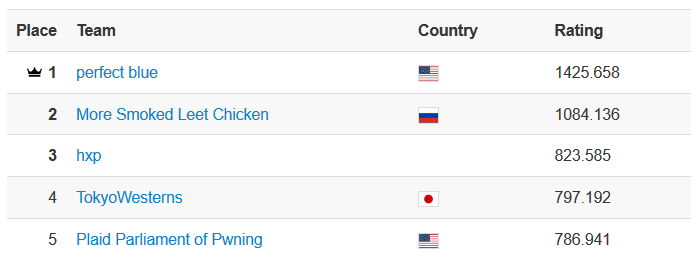 Place Team Country Rating
1 perfect blue 1425.658
2 More Smoked Leet Chicken 1084.136
3 hxp 823.585
4 TokyoWesterns 797.192
5 Plaid Parliament of Pwning 786.941